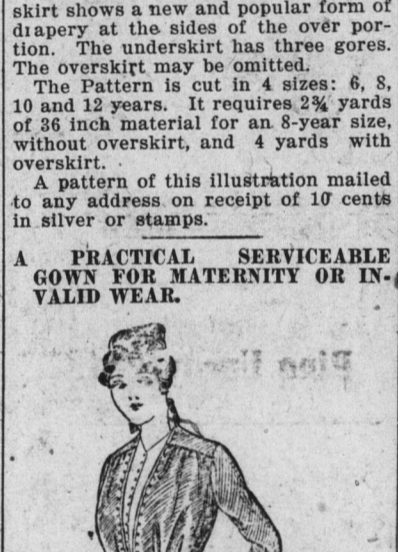 skirt shows a new and popular form of
drapery at the sides of the over por-
tion. The underskirt has three gores.
The overskirt may be omitted.
The Pattern is cut in 4 sizes: 6, 8,
10 and 12 years. It requires 2¾ yards
of 36 inch material for an 8-year size,
without overskirt, and 4 yards with
overskirt.
A pattern of this illustration mailed
to any address on receipt of 10 cents
in silver or stamps.
A PRACTICAL SERVICEABLE
GOWN FOR MATERNITY OR IN-
VALID WEAR.